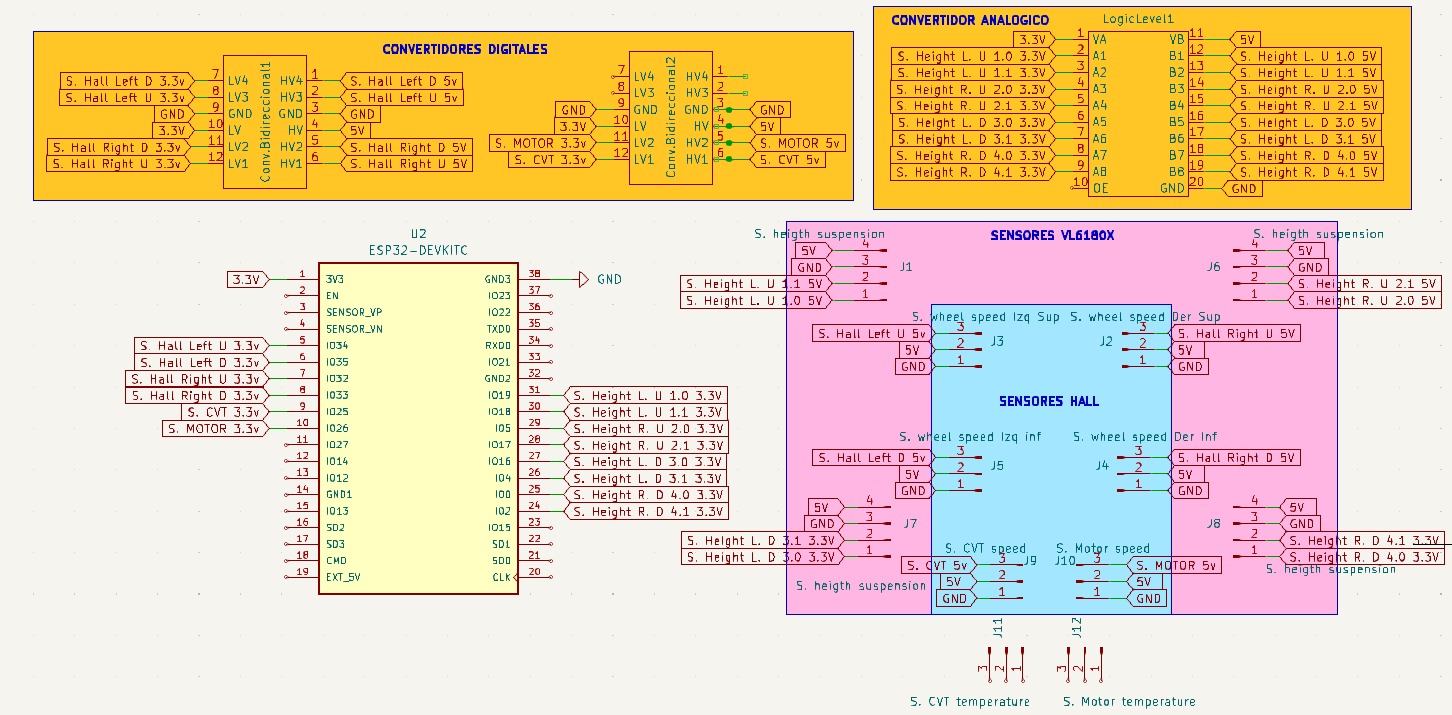 CONVERTIDORES DIGITALES
Conv.Bidireccional1
S. Hall Left D 3.3v 7 LV4 HV4 1 S. Hall Left D 5v
S. Hall Left U 3.3v 8 LV3 HV3 2 S. Hall Left U 5v
GND 9 GND GND 3 GND
3.3V 10 LV HV 4 5V
S. Hall Right D 3.3v 11 LV2 HV2 5 S. Hall Right D 5V
S. Hall Right U 3.3v 12 LV1 HV1 6 S. Hall Right U 5V
Conv.Bidireccional2
7 LV4 HV4 1
8 LV3 HV3 2
GND 9 GND GND 3 GND
3.3V 10 LV HV 4 5V
S. MOTOR 3.3v 11 LV2 HV2 5 S. MOTOR 5v
S. CVT 3.3v 12 LV1 HV1 6 S. CVT 5v
CONVERTIDOR ANALOGICO
LogicLevel1
3.3V 1 VA VB 11 5V
S. Height L. U 1.0 3.3V 2 A1 B1 12 S. Height L. U 1.0 5V
S. Height L. U 1.1 3.3V 3 A2 B2 13 S. Height L. U 1.1 5V
S. Height R. U 2.0 3.3V 4 A3 B3 14 S. Height R. U 2.0 5V
S. Height R. U 2.1 3.3V 5 A4 B4 15 S. Height R. U 2.1 5V
S. Height L. D 3.0 3.3V 6 A5 B5 16 S. Height L. D 3.0 5V
S. Height L. D 3.1 3.3V 7 A6 B6 17 S. Height L. D 3.1 5V
S. Height R. D 4.0 3.3V 8 A7 B7 18 S. Height R. D 4.0 5V
S. Height R. D 4.1 3.3V 9 A8 B8 19 S. Height R. D 4.1 5V
10 OE GND 20 GND
U2
ESP32-DEVKITC
3.3V 1 3V3 GND3 38 GND
2 EN IO23 37
3 SENSOR_VP IO22 36
4 SENSOR_VN TXD0 35
S. Hall Left U 3.3v 5 IO34 RXD0 34
S. Hall Left D 3.3v 6 IO35 IO21 33
S. Hall Right U 3.3v 7 IO32 GND2 32
S. Hall Right D 3.3v 8 IO33 IO19 31 S. Height L. U 1.0 3.3V
S. CVT 3.3v 9 IO25 IO18 30 S. Height L. U 1.1 3.3V
S. MOTOR 3.3v 10 IO26 IO5 29 S. Height R. U 2.0 3.3V
11 IO27 IO17 28 S. Height R. U 2.1 3.3V
12 IO14 IO16 27 S. Height L. D 3.0 3.3V
13 IO12 IO4 26 S. Height L. D 3.1 3.3V
14 GND1 IO0 25 S. Height R. D 4.0 3.3V
15 IO13 IO2 24 S. Height R. D 4.1 3.3V
16 SD2 IO15 23
17 SD3 SD1 22
18 CMD SD0 21
19 EXT_5V CLK 20
SENSORES VL6180X
S. heigth suspension
5V 4
GND 3 J1
S. Height L. U 1.1 5V 2
S. Height L. U 1.0 5V 1
S. heigth suspension
4 5V
J6 3 GND
2 S. Height R. U 2.1 5V
1 S. Height R. U 2.0 5V
S. wheel speed Izq Sup
S. Hall Left U 5v 3
5V 2 J3
GND 1
S. wheel speed Der Sup
3 S. Hall Right U 5V
J2 2 5V
1 GND
SENSORES HALL
S. wheel speed Izq inf
S. Hall Left D 5v 3
5V 2 J5
GND 1
S. wheel speed Der Inf
3 S. Hall Right D 5V
J4 2 5V
1 GND
5V 4
GND 3 J7
S. Height L. D 3.1 3.3V 2
S. Height L. D 3.0 3.3V 1
S. heigth suspension
4 5V
J8 3 GND
2 S. Height R. D 4.1 3.3V
1 S. Height R. D 4.0 3.3V
S. heigth suspension
S. CVT speed
S. CVT 5v 3 J9
5V 2
GND 1
S. Motor speed
J10 3 S. MOTOR 5v
2 5V
1 GND
J11
3 2 1
S. CVT temperature
J12
3 2 1
S. Motor temperature